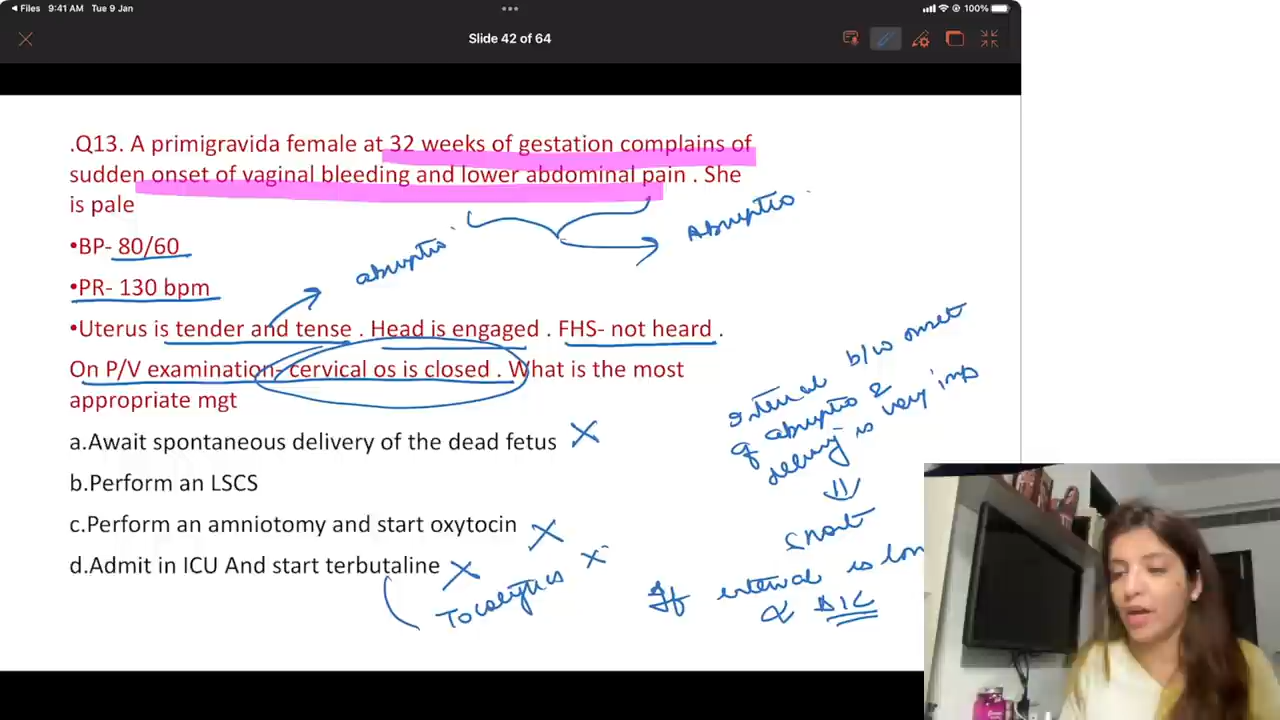 Files 9:41 AM Tue 9 Jan
100%
Slide 42 of 64
.Q13. A primigravida female at 32 weeks of gestation complains of
sudden onset of vaginal bleeding and lower abdominal pain . She
is pale
Abruptio
•BP- 80/60
abruptio
•PR- 130 bpm
•Uterus is tender and tense . Head is engaged . FHS- not heard .
On P/V examination- cervical os is closed . What is the most
appropriate mgt
Interval b/w onset
of abruptio &
delivery is very imp
a.Await spontaneous delivery of the dead fetus X
b.Perform an LSCS
Short
c.Perform an amniotomy and start oxytocin X
d.Admit in ICU And start terbutaline X
Tocolytics X
If interval is lon
DIC